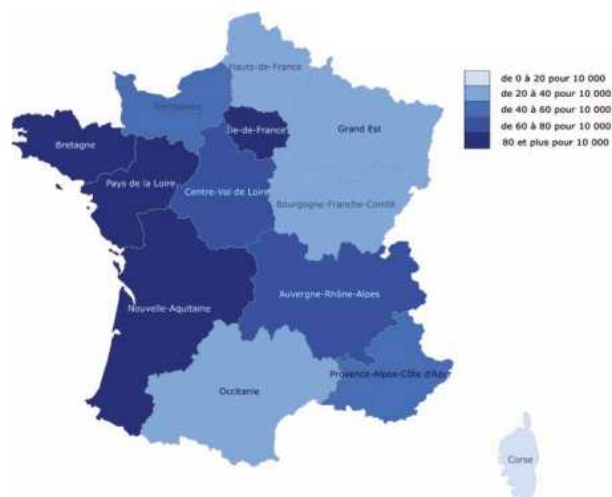 Hauts-de-France
Normandie
Île-de-France
Grand Est
Bretagne
Pays de la Loire
Centre-Val de Loire
Bourgogne-Franche-Comté
Auvergne-Rhône-Alpes
Nouvelle-Aquitaine
Provence-Alpes-Côte d'Azur
Occitanie
Corse
de 0 à 20 pour 10 000
de 20 à 40 pour 10 000
de 40 à 60 pour 10 000
de 60 à 80 pour 10 000
80 et plus pour 10 000